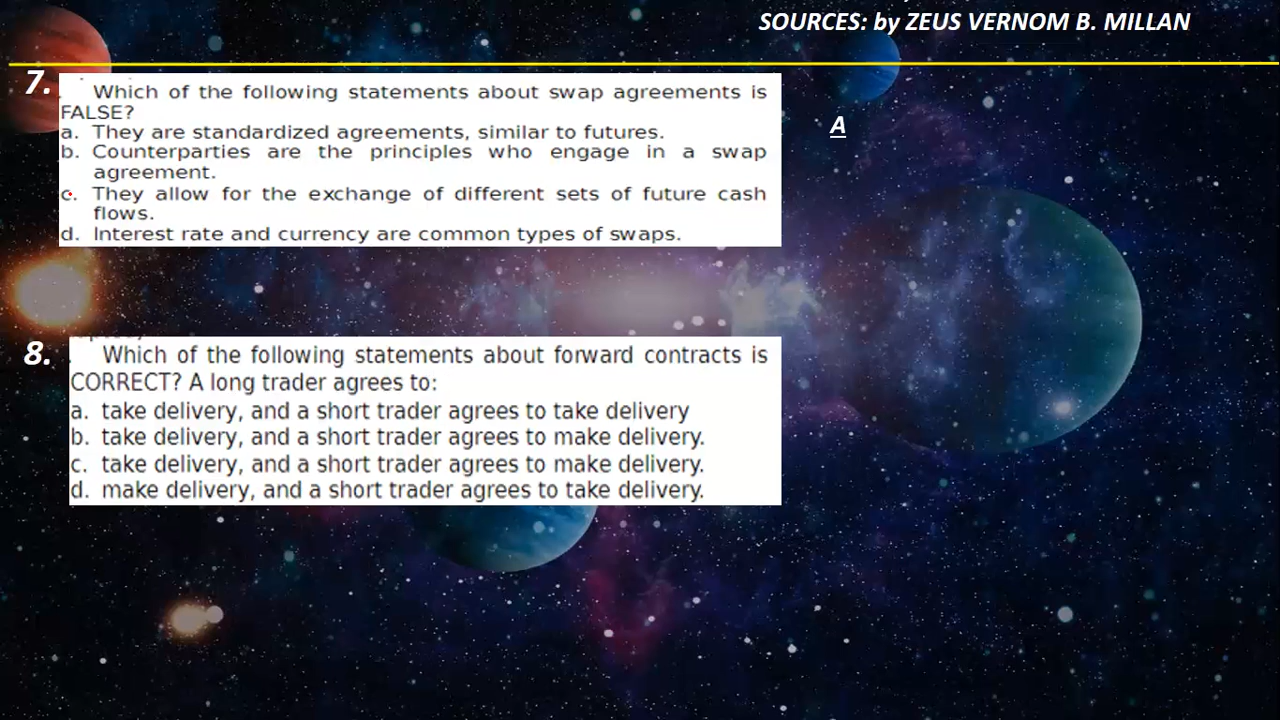 SOURCES: by ZEUS VERNOM B. MILLAN
7.
Which of the following statements about swap agreements is
FALSE?
a. They are standardized agreements, similar to futures.
b. Counterparties are the principles who engage in a swap
agreement.
c. They allow for the exchange of different sets of future cash
flows.
d. Interest rate and currency are common types of swaps.
A
8.
Which of the following statements about forward contracts is
CORRECT? A long trader agrees to:
a. take delivery, and a short trader agrees to take delivery
b. take delivery, and a short trader agrees to make delivery.
c. take delivery, and a short trader agrees to make delivery.
d. make delivery, and a short trader agrees to take delivery.